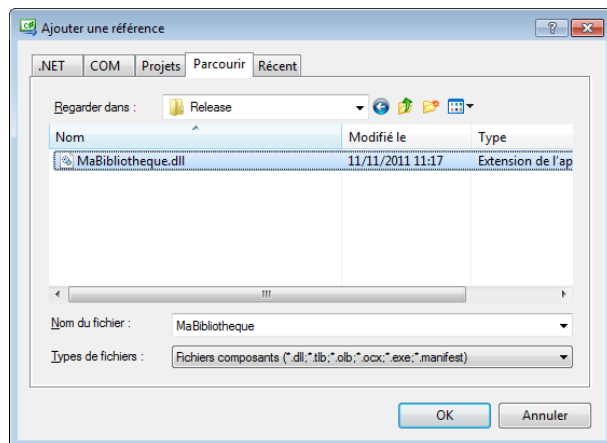 Ajouter une référence
.NET COM Projets Parcourir Récent
Regarder dans : Release
Nom Modifié le Type
MaBibliotheque.dll 11/11/2011 11:17 Extension de l'ap
Nom du fichier : MaBibliotheque
Types de fichiers : Fichiers composants (*.dll;*.tlb;*.olb;*.ocx;*.exe;*.manifest)
OK Annuler